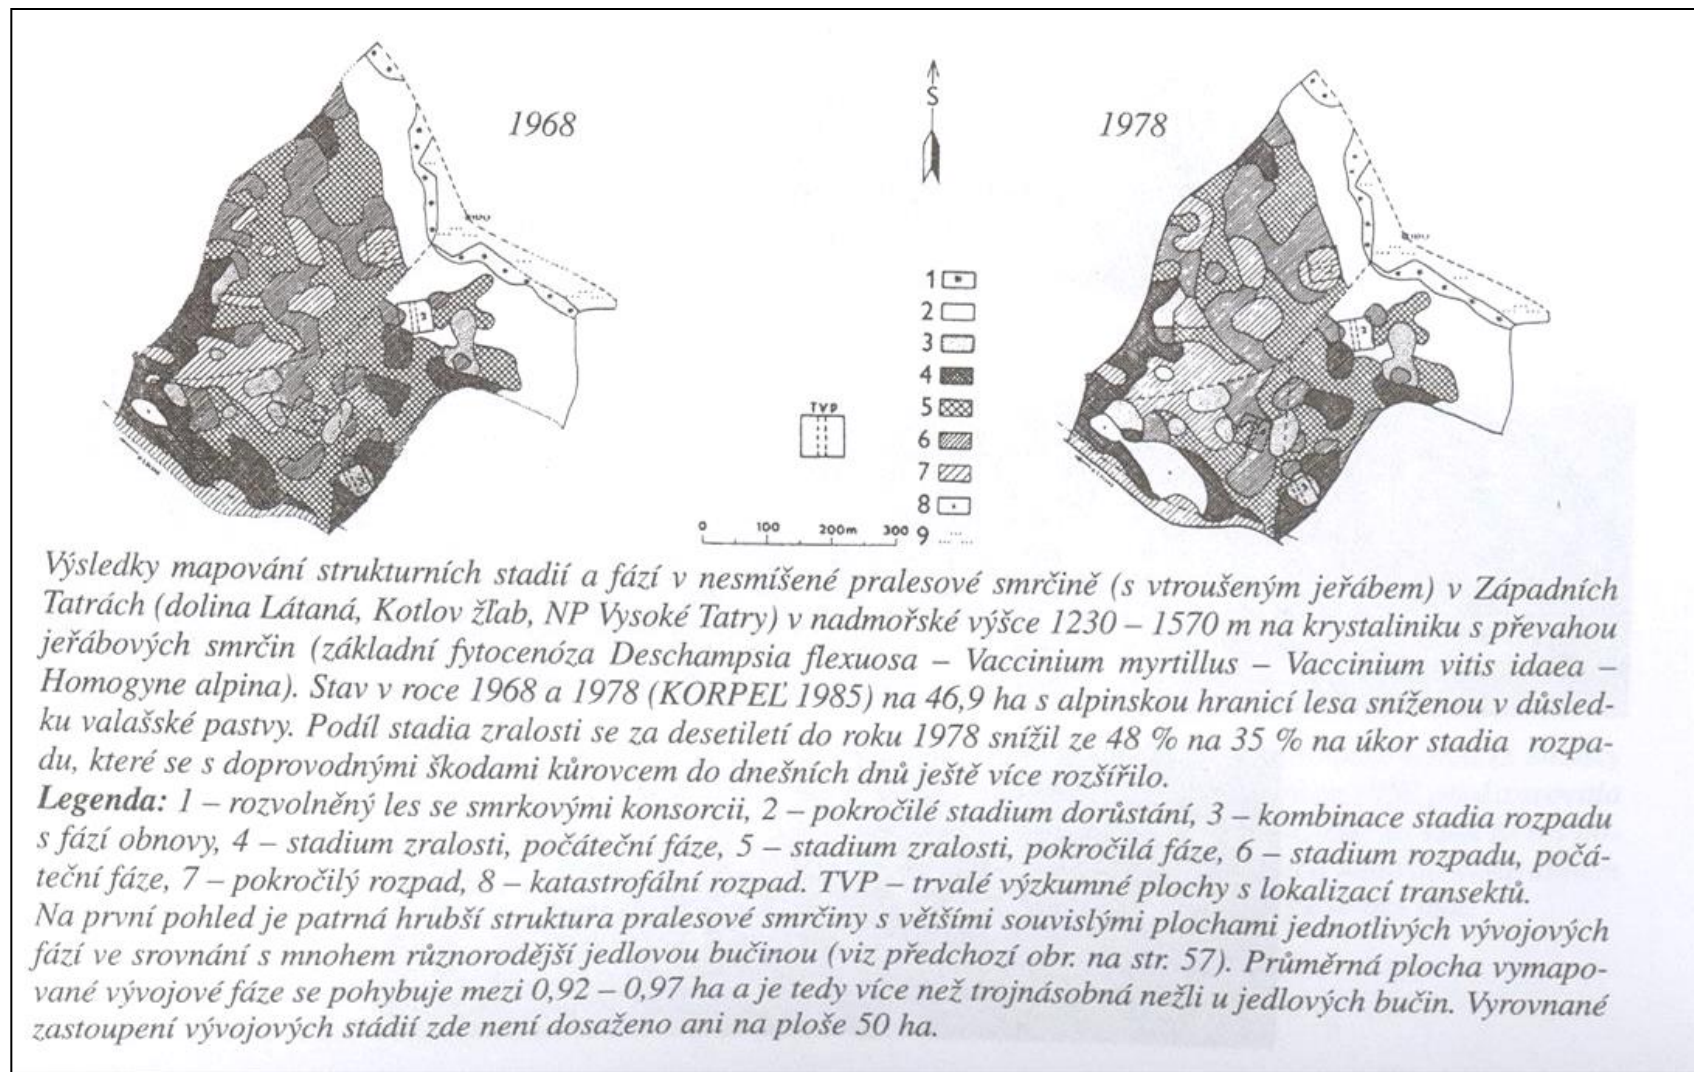 1968
S
1978
1
2
3
4
5
6
7
8
9
TVP
0 100 200m 300
Výsledky mapování strukturních stadií a fází v nesmíšené pralesové smrčině (s vtroušeným jeřábem) v Západních
Tatrách (dolina Látaná, Kotlov žľab, NP Vysoké Tatry) v nadmořské výšce 1230 – 1570 m na krystaliniku s převahou
jeřábových smrčin (základní fytocenóza Deschampsia flexuosa – Vaccinium myrtillus – Vaccinium vitis idaea –
Homogyne alpina). Stav v roce 1968 a 1978 (KORPEĽ 1985) na 46,9 ha s alpinskou hranicí lesa sníženou v důsled-
ku valašské pastvy. Podíl stadia zralosti se za desetiletí do roku 1978 snížil ze 48 % na 35 % na úkor stadia rozpa-
du, které se s doprovodnými škodami kůrovcem do dnešních dnů ještě více rozšířilo.
Legenda: 1 – rozvolněný les se smrkovými konsorcii, 2 – pokročilé stadium dorůstání, 3 – kombinace stadia rozpadu
s fází obnovy, 4 – stadium zralosti, počáteční fáze, 5 – stadium zralosti, pokročilá fáze, 6 – stadium rozpadu, počá-
teční fáze, 7 – pokročilý rozpad, 8 – katastrofální rozpad. TVP – trvalé výzkumné plochy s lokalizací transektů.
Na první pohled je patrná hrubší struktura pralesové smrčiny s většími souvislými plochami jednotlivých vývojových
fází ve srovnání s mnohem různorodější jedlovou bučinou (viz předchozí obr. na str. 57). Průměrná plocha vymapo-
vané vývojové fáze se pohybuje mezi 0,92 – 0,97 ha a je tedy více než trojnásobná nežli u jedlových bučin. Vyrovnané
zastoupení vývojových stádií zde není dosaženo ani na ploše 50 ha.